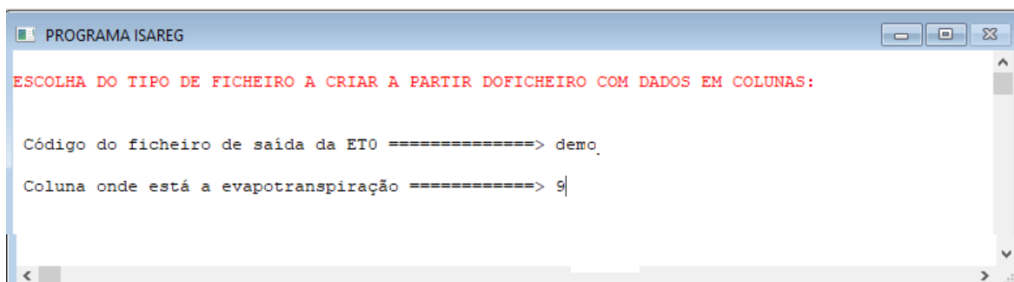 PROGRAMA ISAREG
ESCOLHA DO TIPO DE FICHEIRO A CRIAR A PARTIR DOFICHEIRO COM DADOS EM COLUNAS:
Código do ficheiro de saída da ET0 ==============> demo
Coluna onde está a evapotranspiração ============> 9